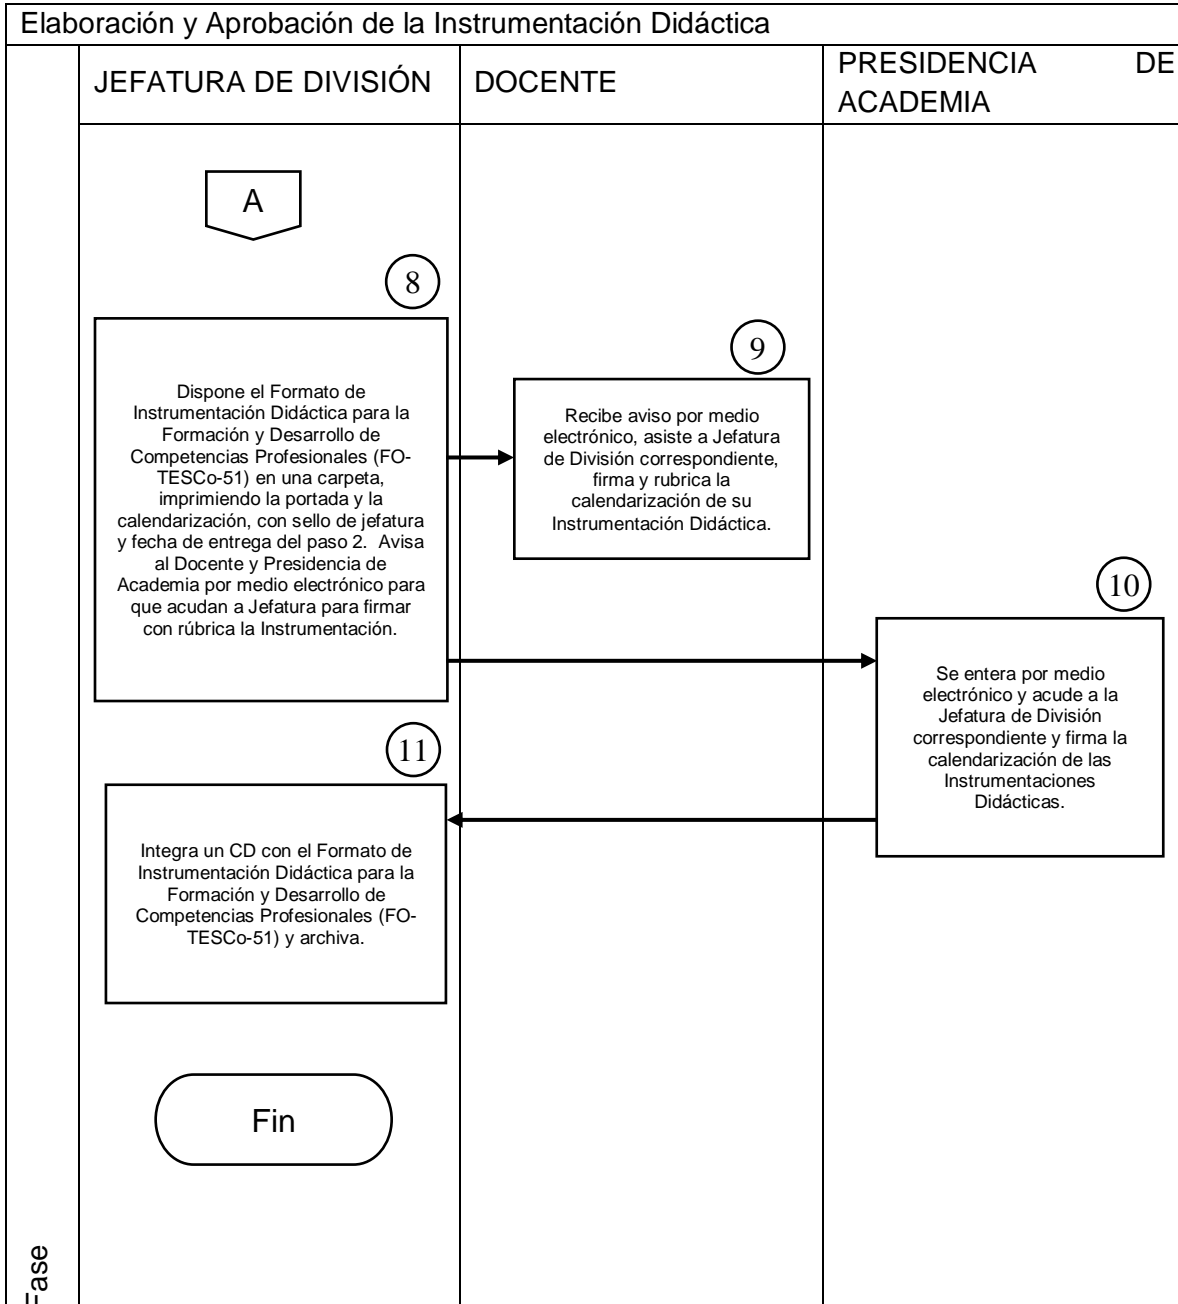 Elaboración y Aprobación de la Instrumentación Didáctica
JEFATURA DE DIVISIÓN
DOCENTE
PRESIDENCIA DE
ACADEMIA
A
8
Dispone el Formato de
Instrumentación Didáctica para la
Formación y Desarrollo de
Competencias Profesionales (FO-
TESCo-51) en una carpeta,
imprimiendo la portada y la
calendarización, con sello de jefatura
y fecha de entrega del paso 2. Avisa
al Docente y Presidencia de
Academia por medio electrónico para
que acudan a Jefatura para firmar
con rúbrica la Instrumentación.
9
Recibe aviso por medio
electrónico, asiste a Jefatura
de División correspondiente,
firma y rubrica la
calendarización de su
Instrumentación Didáctica.
10
Se entera por medio
electrónico y acude a la
Jefatura de División
correspondiente y firma la
calendarización de las
Instrumentaciones
Didácticas.
11
Integra un CD con el Formato de
Instrumentación Didáctica para la
Formación y Desarrollo de
Competencias Profesionales (FO-
TESCo-51) y archiva.
Fin
Fase